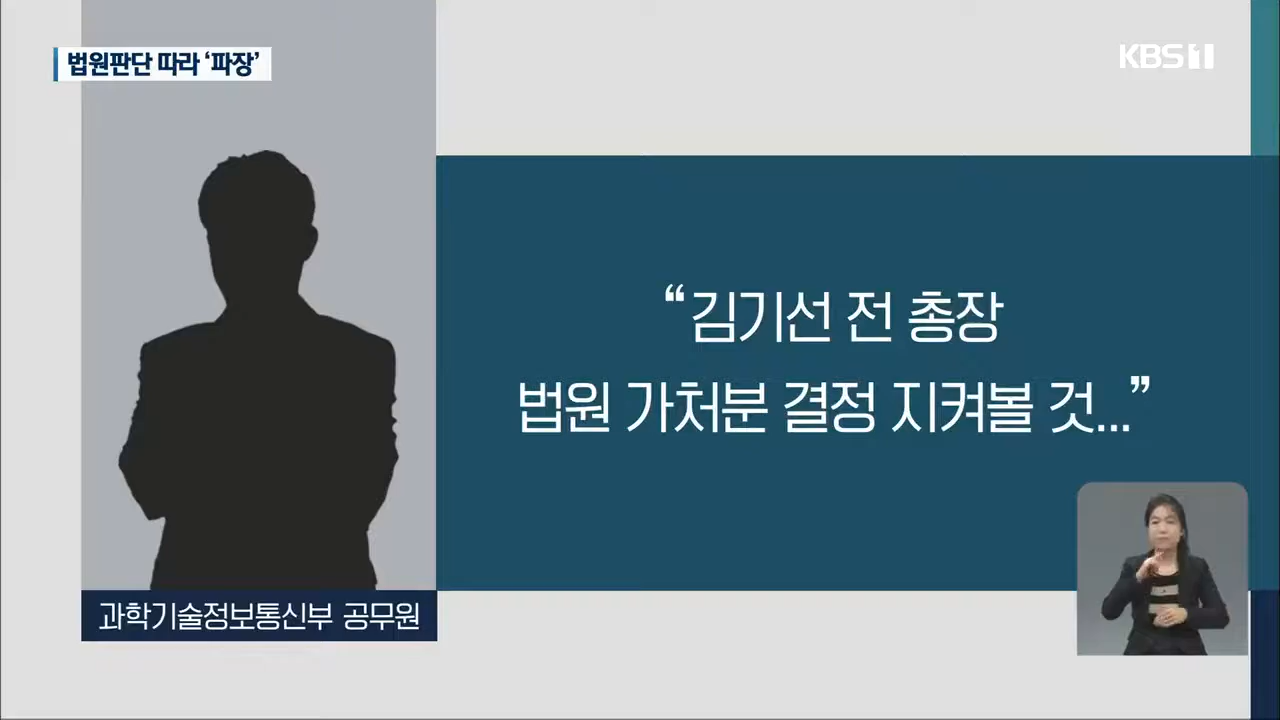 법원판단 따라 ‘파장’
KBS 1
“김기선 전 총장
법원 가처분 결정 지켜볼 것...”
과학기술정보통신부 공무원